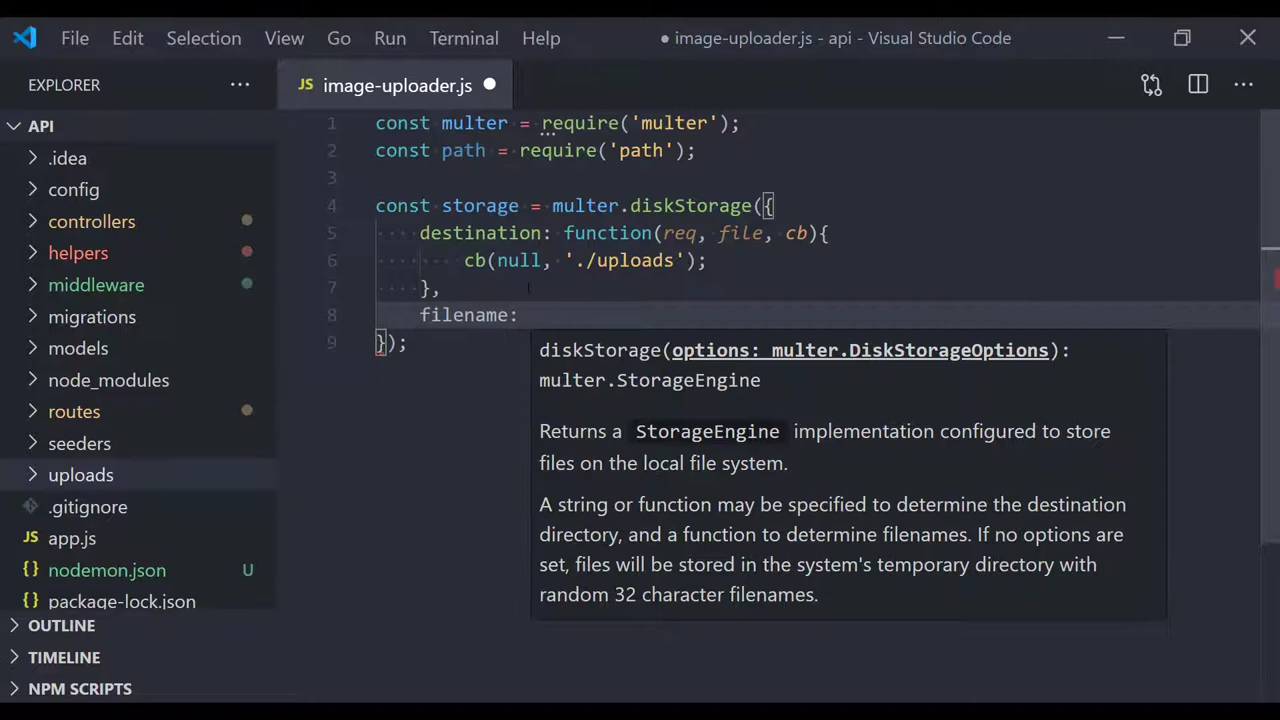 File Edit Selection View Go Run Terminal Help ● image-uploader.js - api - Visual Studio Code
EXPLORER ...
JS image-uploader.js ●
API
.idea
config
controllers
helpers
middleware
migrations
models
node_modules
routes
seeders
uploads
.gitignore
JS app.js
{} nodemon.json U
{} package-lock.json
OUTLINE
TIMELINE
NPM SCRIPTS
1 const multer = require('multer');
2 const path = require('path');
3
4 const storage = multer.diskStorage({
5 destination: function(req, file, cb){
6 cb(null, './uploads');
7 },
8 filename:
9 });
diskStorage(options: multer.DiskStorageOptions):
multer.StorageEngine
Returns a StorageEngine implementation configured to store
files on the local file system.
A string or function may be specified to determine the destination
directory, and a function to determine filenames. If no options are
set, files will be stored in the system's temporary directory with
random 32 character filenames.